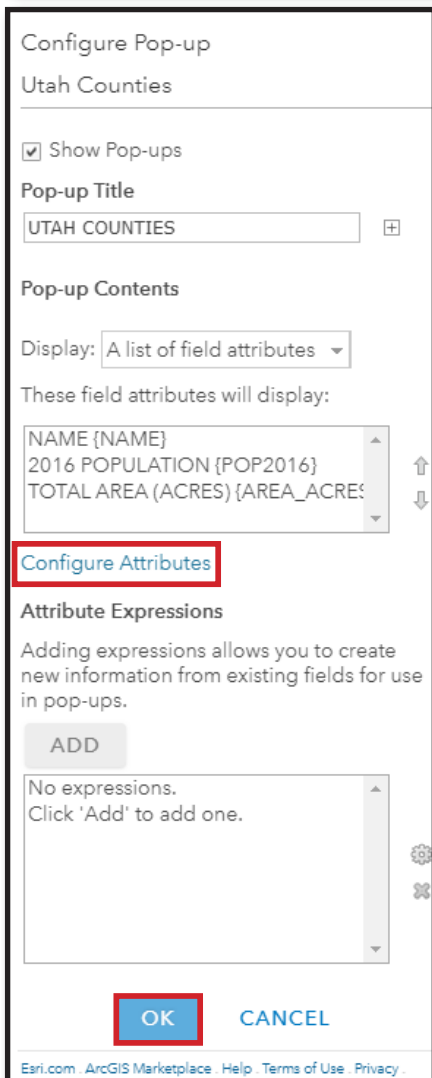 Configure Pop-up
Utah Counties
Show Pop-ups
Pop-up Title
UTAH COUNTIES
Pop-up Contents
Display: A list of field attributes
These field attributes will display:
NAME {NAME}
2016 POPULATION {POP2016}
TOTAL AREA (ACRES) {AREA_ACRES
Configure Attributes
Attribute Expressions
Adding expressions allows you to create
new information from existing fields for use
in pop-ups.
ADD
No expressions.
Click 'Add' to add one.
OK CANCEL
Esri.com . ArcGIS Marketplace . Help . Terms of Use . Privacy .